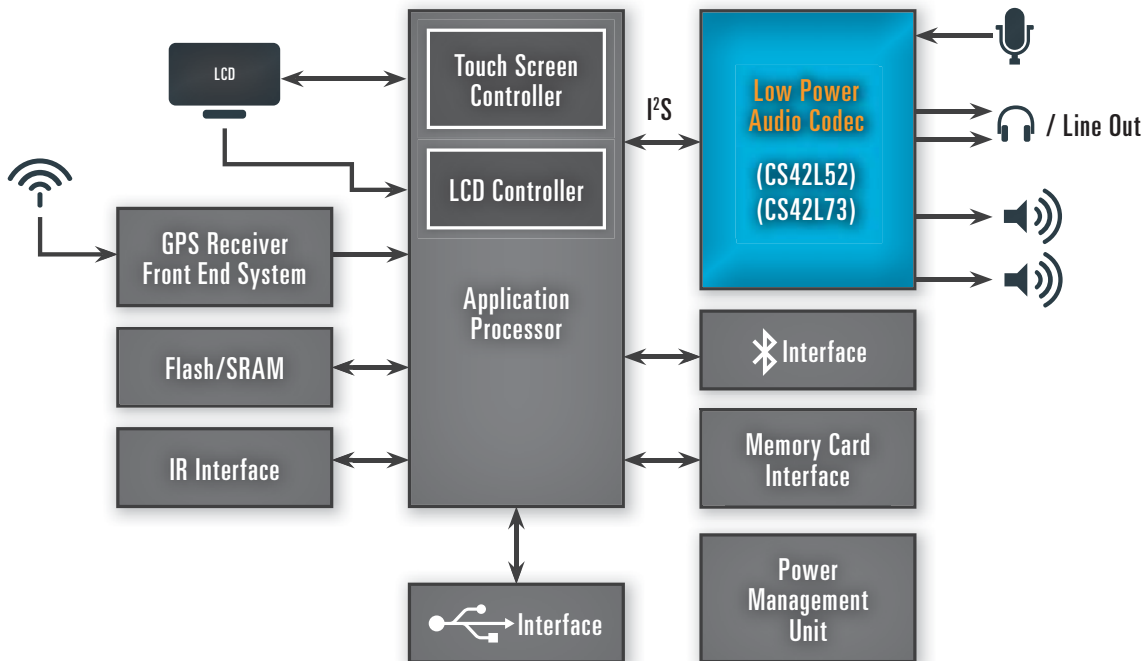 LCD
Touch Screen
Controller
LCD Controller
Application
Processor
GPS Receiver
Front End System
Flash/SRAM
IR Interface
Interface
I²S
Low Power
Audio Codec
(CS42L52)
(CS42L73)
/ Line Out
Interface
Memory Card
Interface
Power
Management
Unit